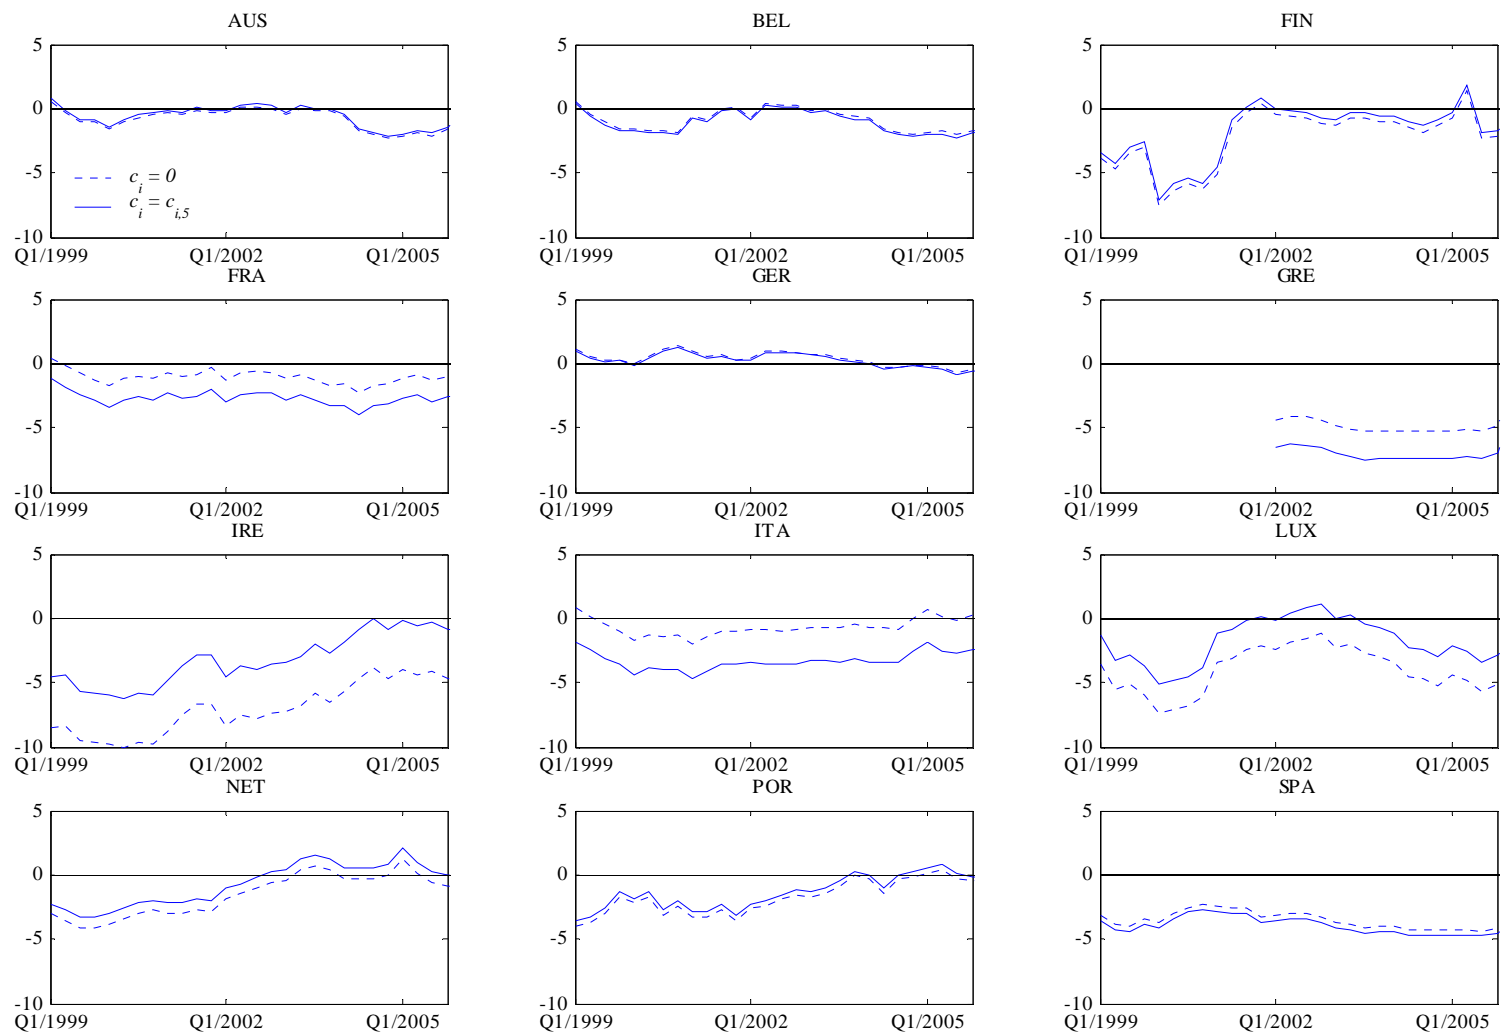 AUS BEL FIN
5 5 5
0 0 0
-5 -5 -5
c_i = 0
c_i = c_i,5
-10 -10 -10
Q1/1999 Q1/2002 Q1/2005 Q1/1999 Q1/2002 Q1/2005 Q1/1999 Q1/2002 Q1/2005
FRA GER GRE
5 5 5
0 0 0
-5 -5 -5
-10 -10 -10
Q1/1999 Q1/2002 Q1/2005 Q1/1999 Q1/2002 Q1/2005 Q1/1999 Q1/2002 Q1/2005
IRE ITA LUX
5 5 5
0 0 0
-5 -5 -5
-10 -10 -10
Q1/1999 Q1/2002 Q1/2005 Q1/1999 Q1/2002 Q1/2005 Q1/1999 Q1/2002 Q1/2005
NET POR SPA
5 5 5
0 0 0
-5 -5 -5
-10 -10 -10
Q1/1999 Q1/2002 Q1/2005 Q1/1999 Q1/2002 Q1/2005 Q1/1999 Q1/2002 Q1/2005